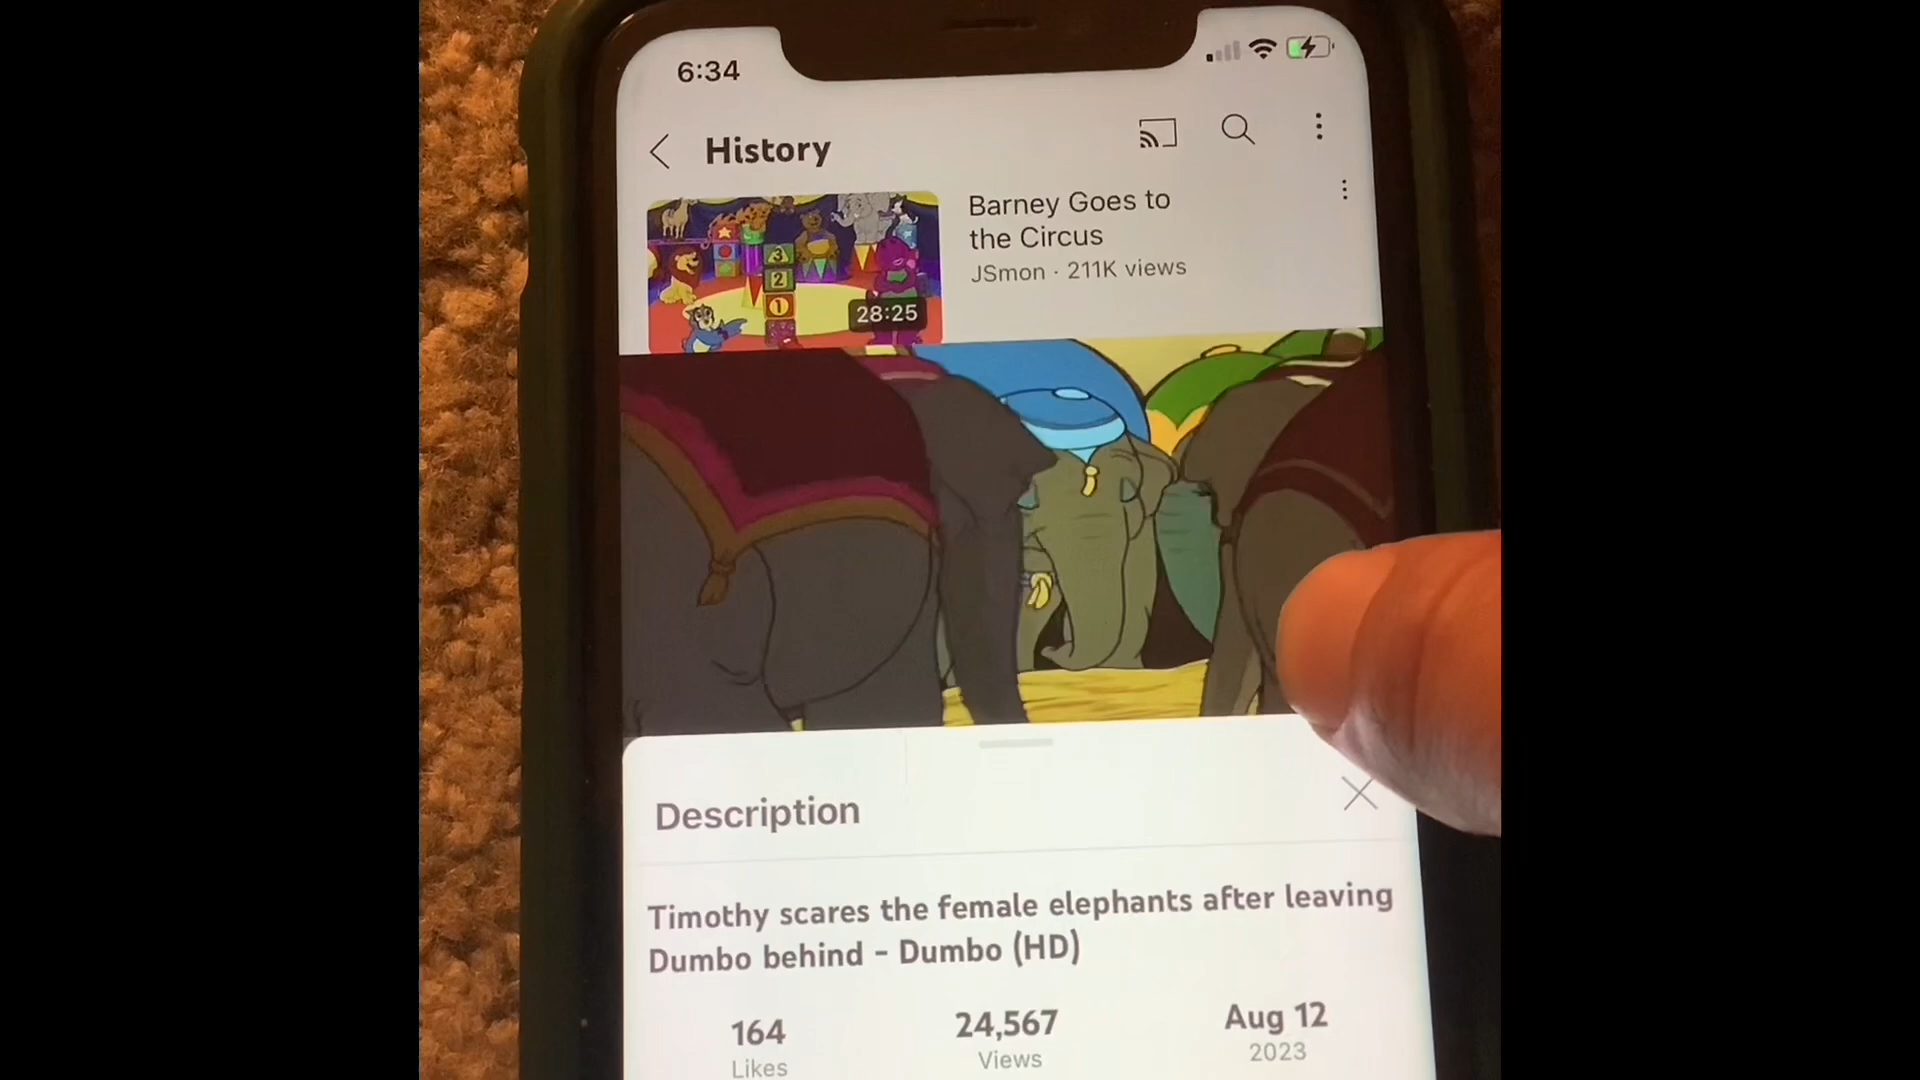 6:34
History
Barney Goes to
the Circus
JSmon · 211K views
3
2
1
28:25
Description
Timothy scares the female elephants after leaving
Dumbo behind - Dumbo (HD)
164
Likes
24,567
Views
Aug 12
2023